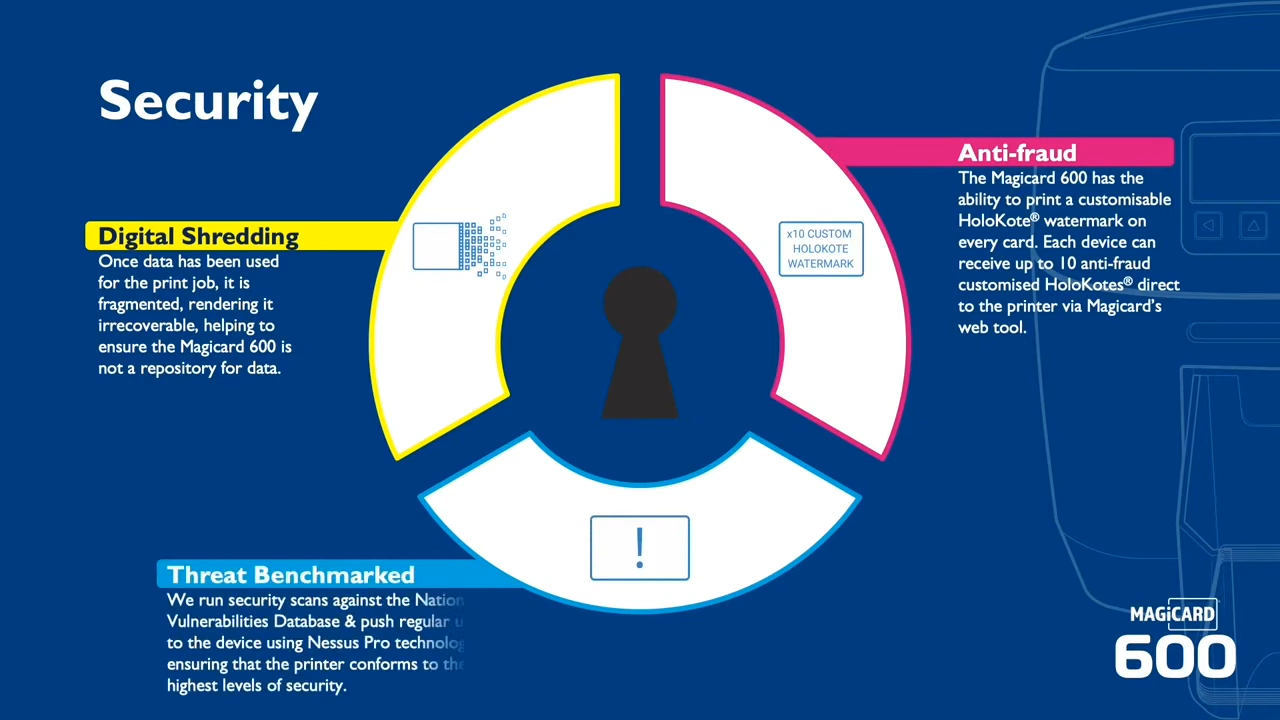 Security
Digital Shredding
Once data has been used
for the print job, it is
fragmented, rendering it
irrecoverable, helping to
ensure the Magicard 600 is
not a repository for data.
x10 CUSTOM
HOLOKOTE
WATERMARK
Anti-fraud
The Magicard 600 has the
ability to print a customisable
HoloKote® watermark on
every card. Each device can
receive up to 10 anti-fraud
customised HoloKotes® direct
to the printer via Magicard's
web tool.
!
Threat Benchmarked
We run security scans against the Nation
Vulnerabilities Database & push regular u
to the device using Nessus Pro technolog
ensuring that the printer conforms to the
highest levels of security.
MAGiCARD
600